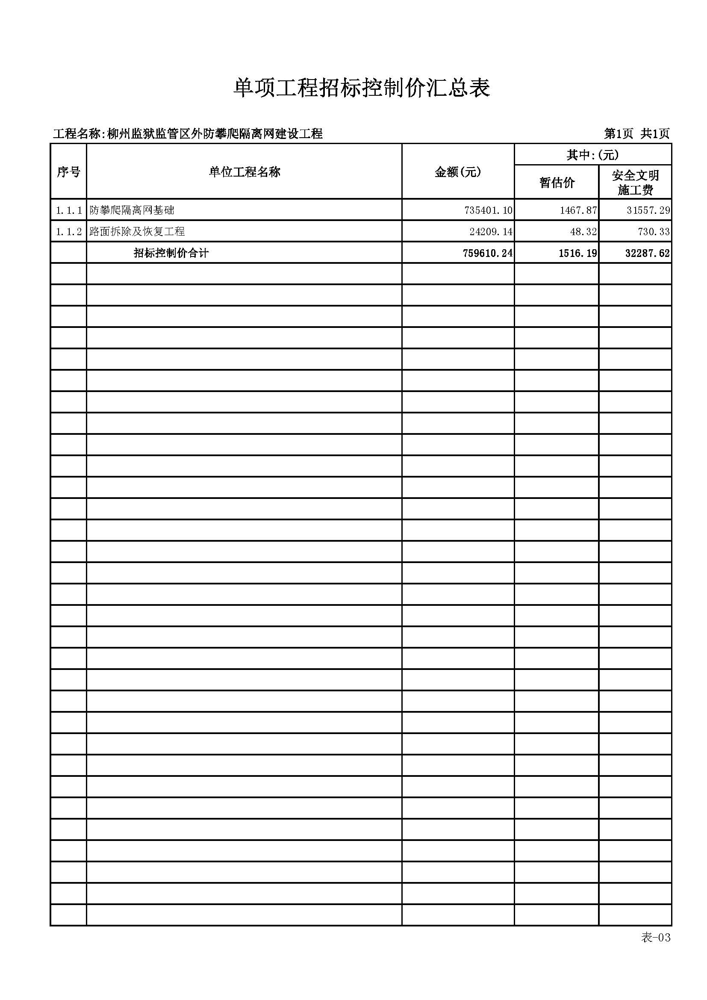 单项工程招标控制价汇总表
工程名称:柳州监狱监管区外防攀爬隔离网建设工程 第1页 共1页
序号 单位工程名称 金额(元) 其中:(元)
暂估价 安全文明
施工费
1.1.1 防攀爬隔离网基础 735401.10 1467.87 31557.29
1.1.2 路面拆除及恢复工程 24209.14 48.32 730.33
招标控制价合计 759610.24 1516.19 32287.62
表-03